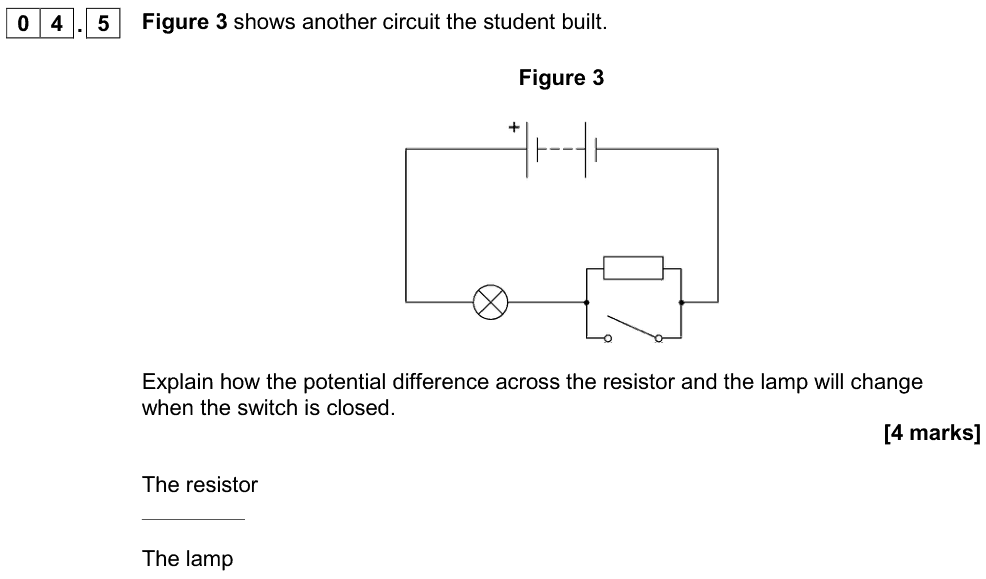 0 4 . 5 Figure 3 shows another circuit the student built.
Figure 3
+
Explain how the potential difference across the resistor and the lamp will change
when the switch is closed.
[4 marks]
The resistor
The lamp